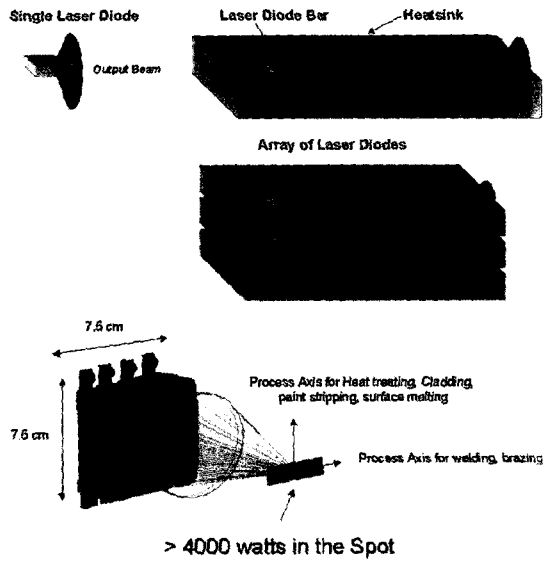 Single Laser Diode
Laser Diode Bar
Heatsink
Output Beam
Array of Laser Diodes
7.6 cm
7.6 cm
Process Axis for Heat treating, Cladding,
paint stripping, surface melting
Process Axis for welding, brazing
> 4000 watts in the Spot